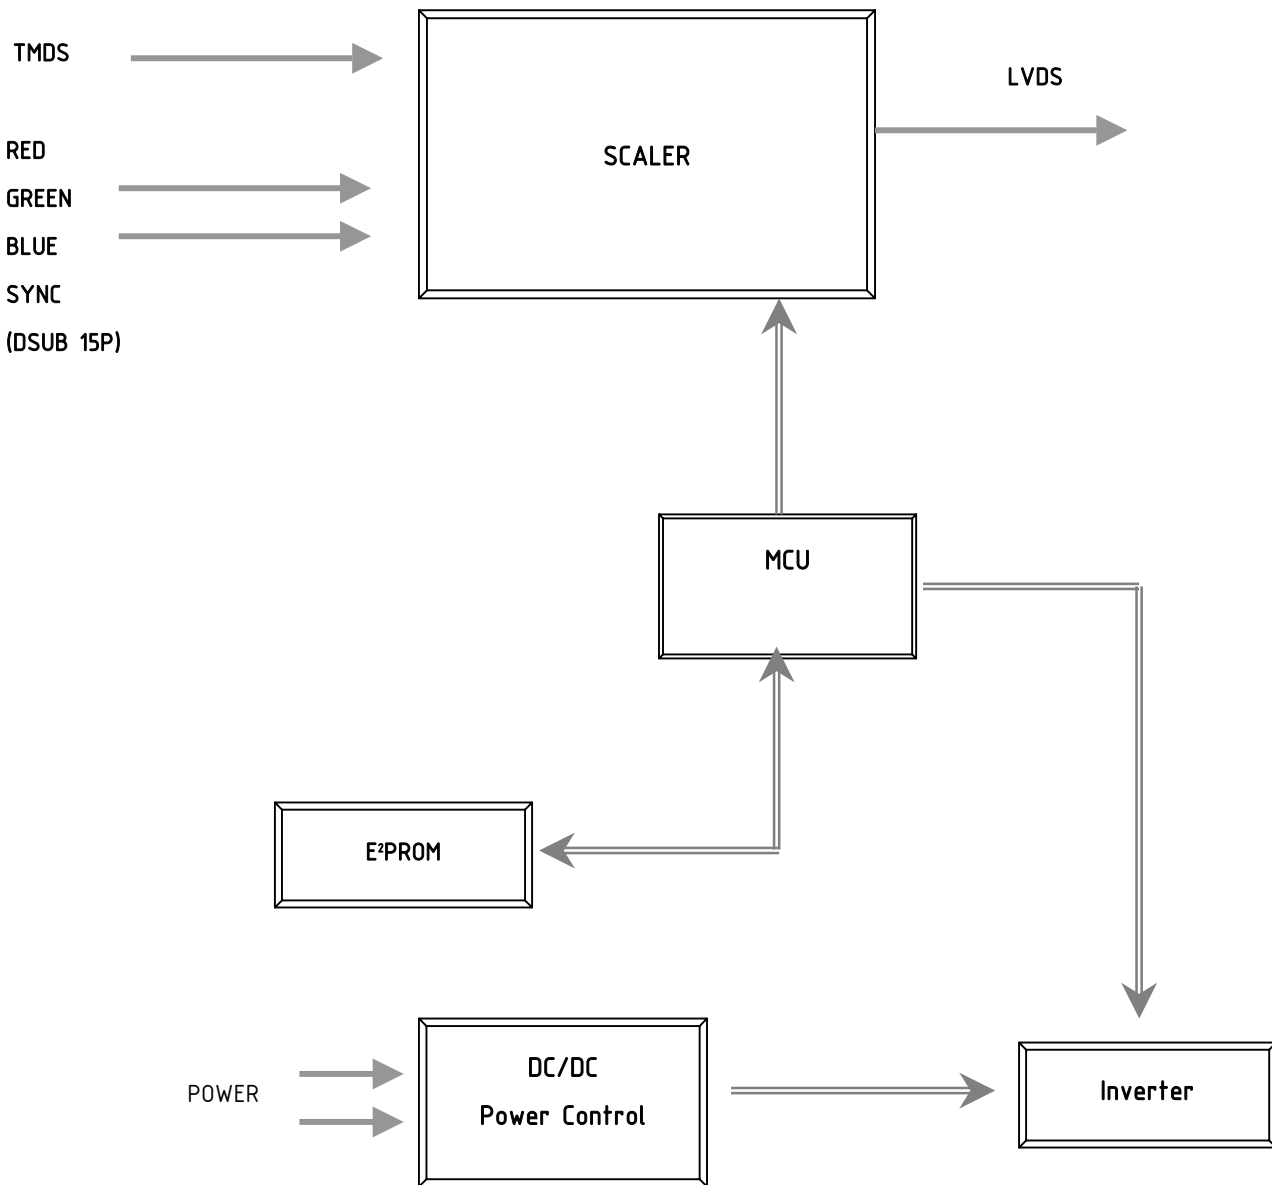 TMDS
LVDS
RED
SCALER
GREEN
BLUE
SYNC
(DSUB 15P)
MCU
E²PROM
DC/DC
Power Control
POWER
Inverter